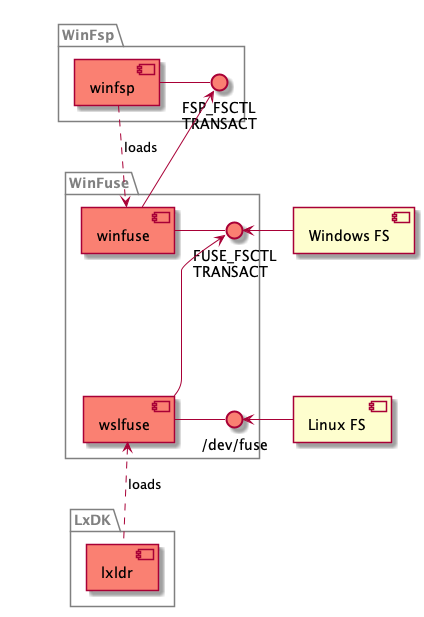 WinFsp
winfsp
FSP_FSCTL
TRANSACT
loads
WinFuse
winfuse
Windows FS
FUSE_FSCTL
TRANSACT
wslfuse
Linux FS
/dev/fuse
loads
LxDK
lxldr